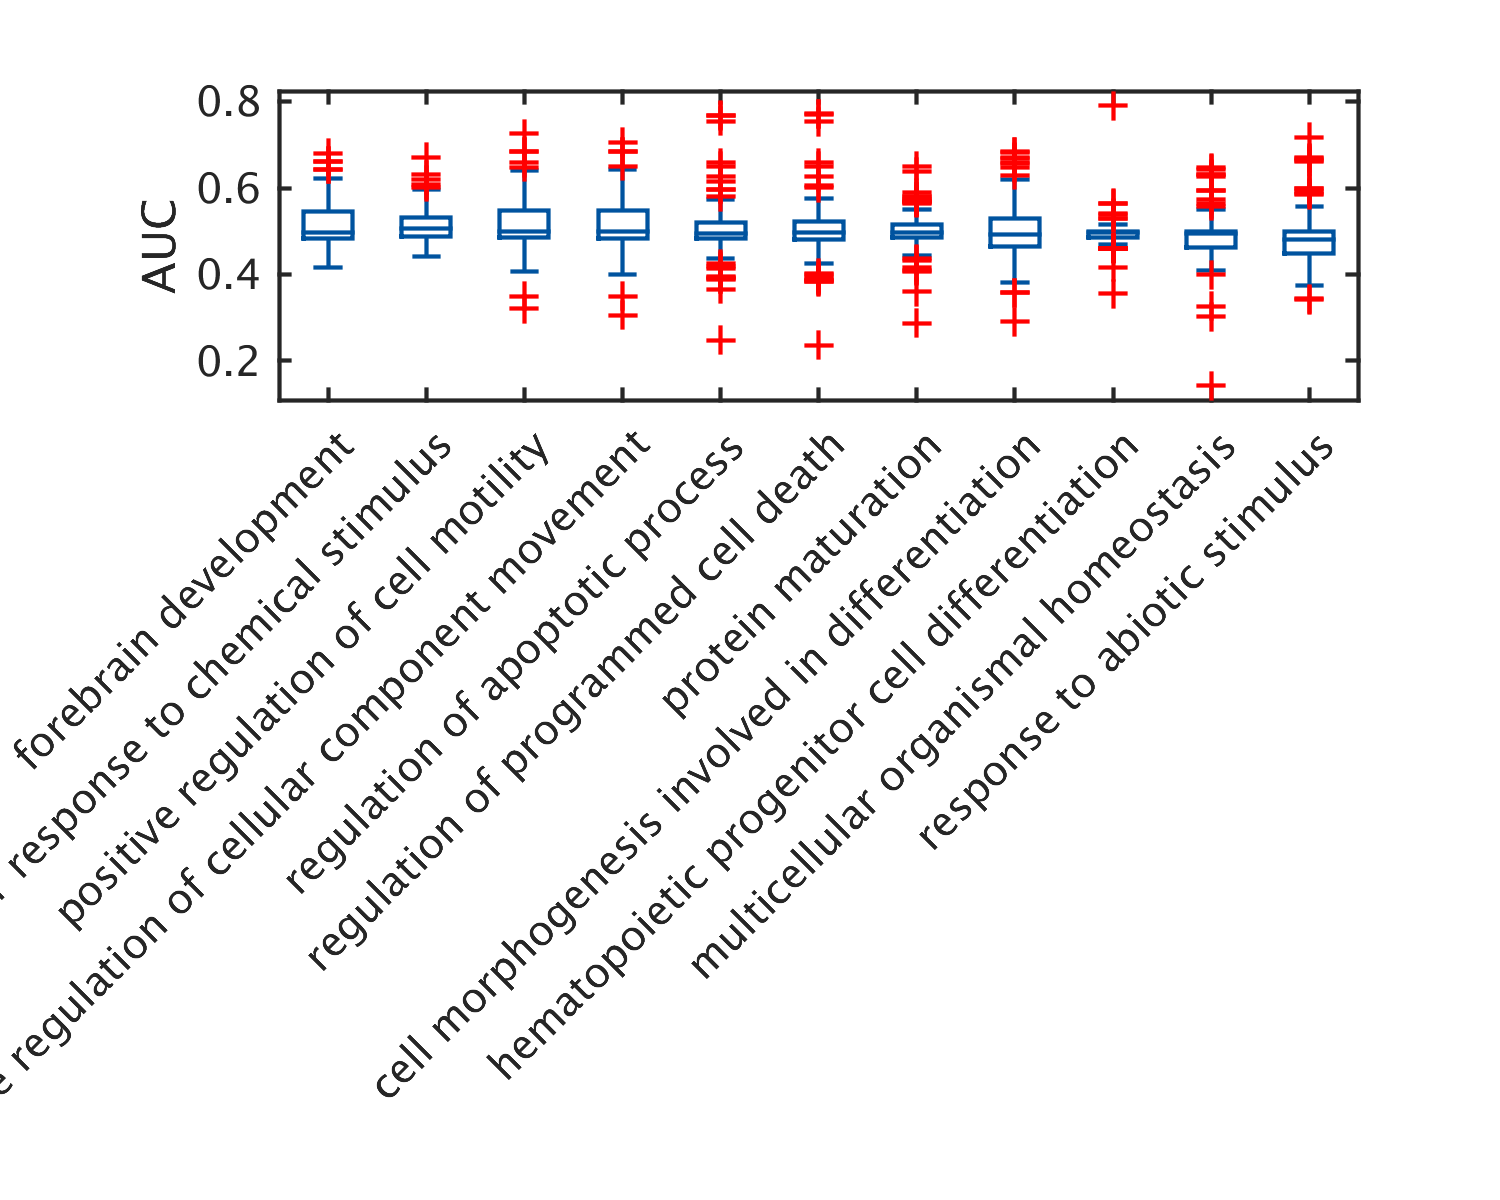 AUC
0.8
0.6
0.4
0.2
forebrain development
response to chemical stimulus
positive regulation of cell motility
regulation of cellular component movement
regulation of apoptotic process
regulation of programmed cell death
protein maturation
cell morphogenesis involved in differentiation
hematopoietic progenitor cell differentiation
multicellular organismal homeostasis
response to abiotic stimulus